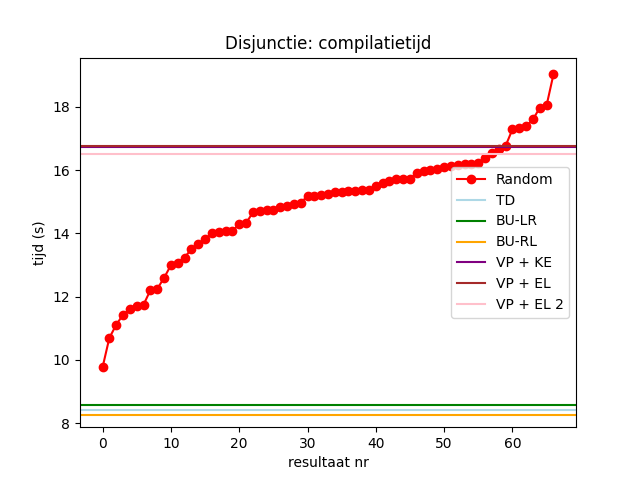 Disjunctie: compilatietijd
tijd (s)
18
16
14
12
10
8
0
10
20
30
40
50
60
resultaat nr
Random
TD
BU-LR
BU-RL
VP + KE
VP + EL
VP + EL 2